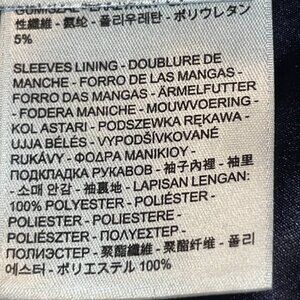 性纖維 - 氨纶 - 폴리우레탄 - ポリウレタン
5%
SLEEVES LINING - DOUBLURE DE
MANCHE - FORRO DE LAS MANGAS -
FORRO DAS MANGAS - ÄRMELFUTTER
- FODERA MANICHE - MOUWVOERING -
KOL ASTARI - PODSZEWKA RĘKAWA -
UJJA BÉLÉS - VYPODŠÍVKOVANÉ
RUKÁVY - ΦΟΔΡΑ ΜΑΝΙΚΙΟΥ -
ПОДКЛАДКА РУКАВОВ - 袖子內裡 - 袖里
- 소매 안감 - 袖裏地 - LAPISAN LENGAN:
100% POLYESTER - POLYESTER -
POLIÉSTER - POLIESTERE -
POLIÉSZTER - ΠΟΛΥΕΣΤΕΡ -
ПОЛИЭСТЕР - 聚酯纖維 - 聚酯纤维 - 폴리
에스터 - ポリエステル 100%